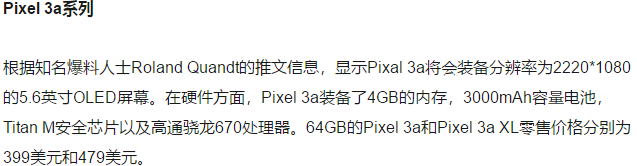 Pixel 3a系列
根据知名爆料人士Roland Quandt的推文信息，显示Pixal 3a将会装备分辨率为2220*1080
的5.6英寸OLED屏幕。在硬件方面，Pixel 3a装备了4GB的内存，3000mAh容量电池，
Titan M安全芯片以及高通骁龙670处理器。64GB的Pixel 3a和Pixel 3a XL零售价格分别为
399美元和479美元。